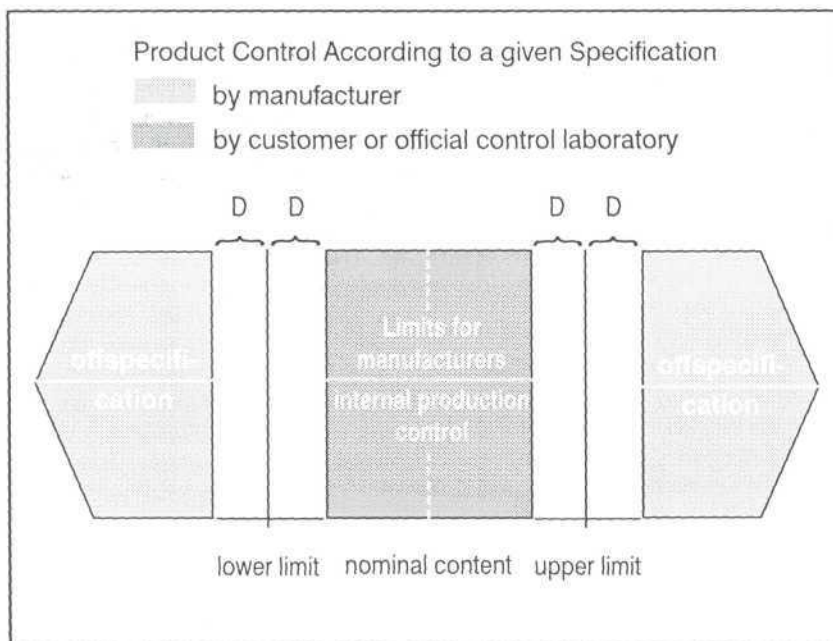 Product Control According to a given Specification
by manufacturer
by customer or official control laboratory
D D D D
offspecifi-
cation
Limits for
manufacturers
internal production
control
offspecifi-
cation
lower limit nominal content upper limit